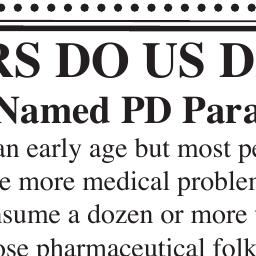 RS DO US D
Named PD Para
an early age but most pe
e more medical problem
nsume a dozen or more
ose pharmaceutical folk